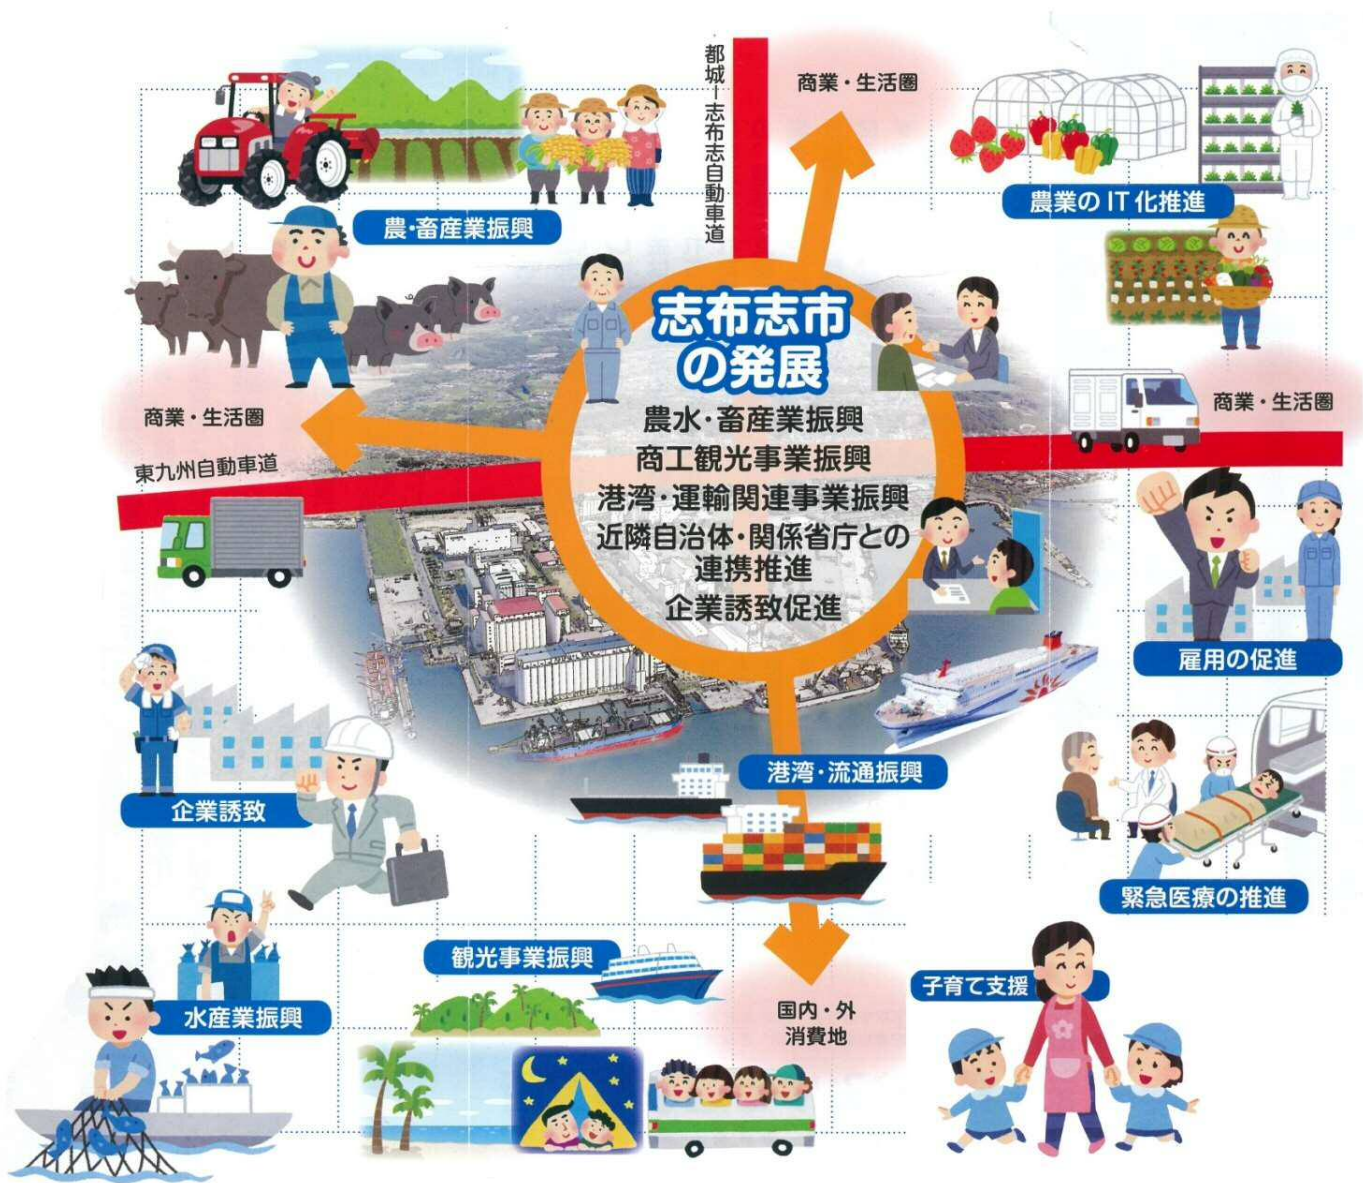 都城ー志布志自動車道
商業・生活圏
農業のIT化推進
農・畜産業振興
志布志市
の発展
農水・畜産業振興
商工観光事業振興
港湾・運輸関連事業振興
近隣自治体・関係省庁との
連携推進
企業誘致促進
商業・生活圏
東九州自動車道
商業・生活圏
雇用の促進
港湾・流通振興
企業誘致
緊急医療の推進
観光事業振興
子育て支援
水産業振興
国内・外
消費地